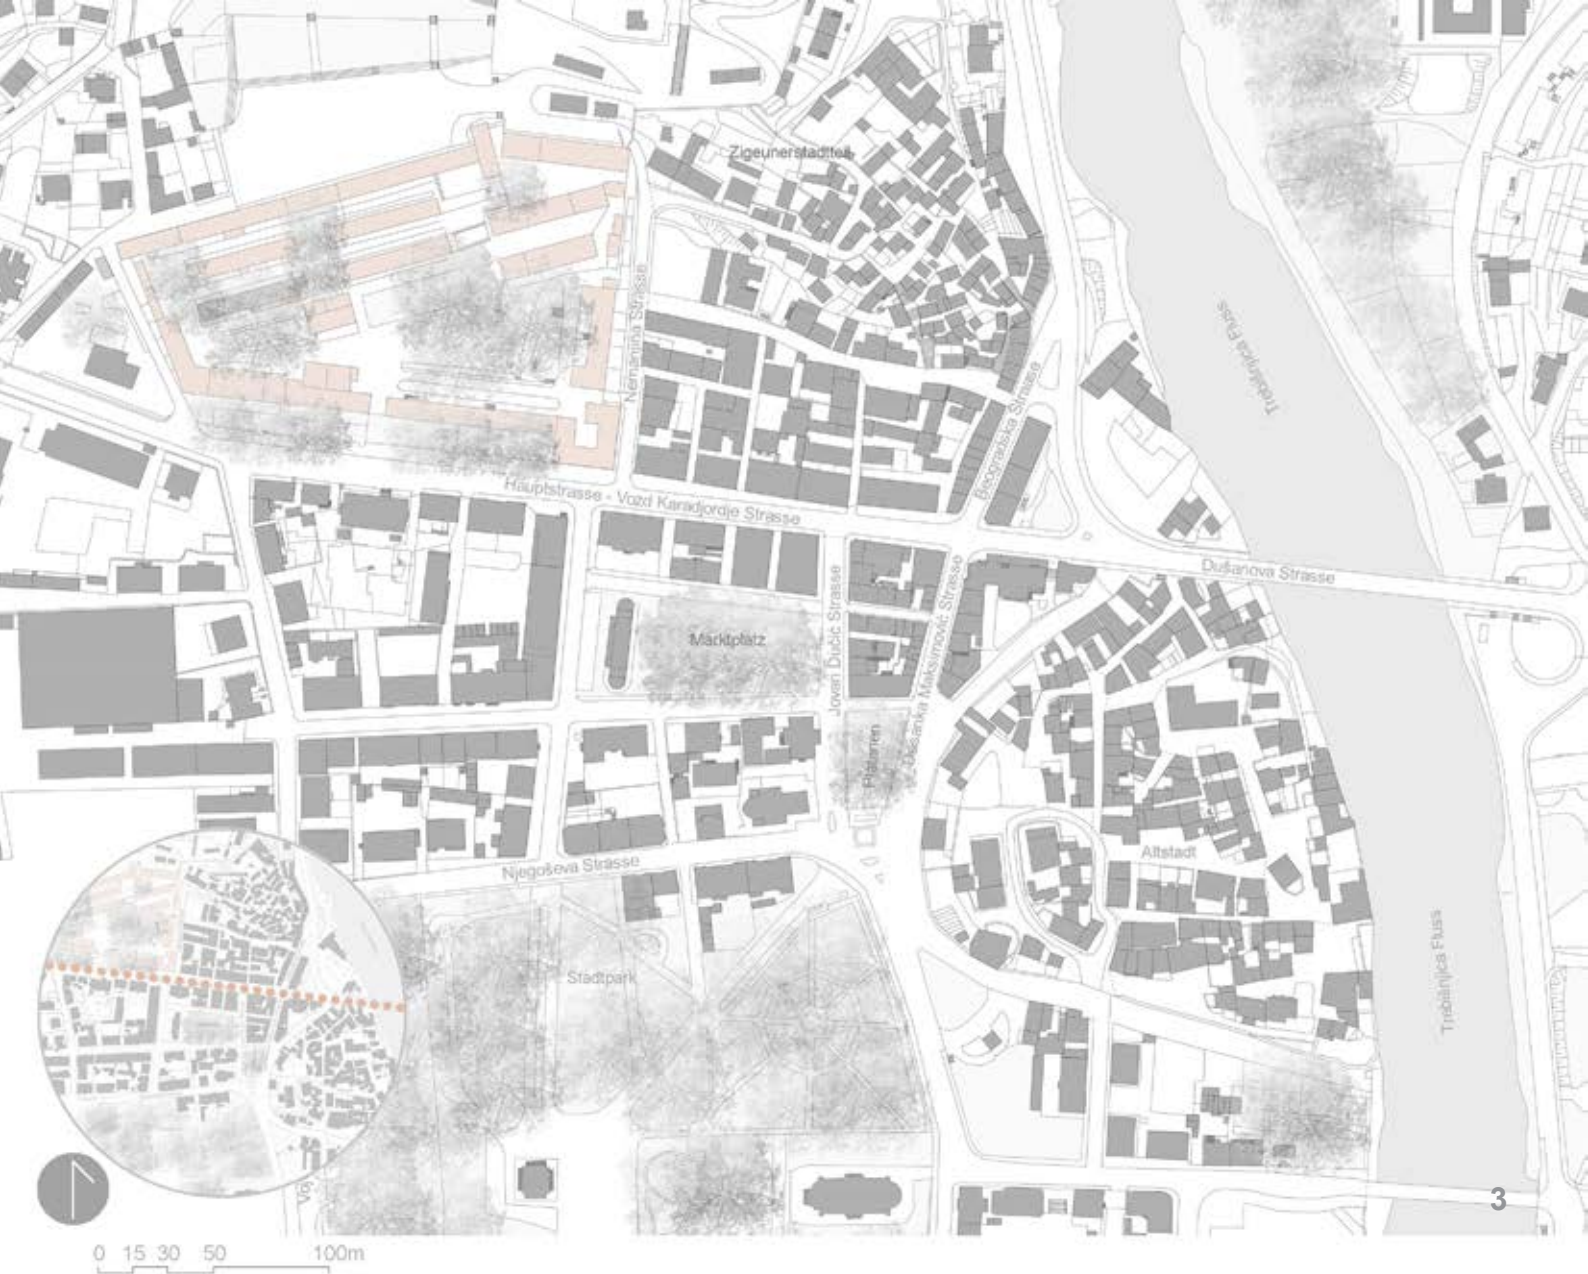 Zigeunerstadtteil
Nemanjina Strasse
Trebišnjica Fluss
Beogradska Strasse
Hauptstrasse - Vozd Karadjordje Strasse
Dušanova Strasse
Marktplatz
Jovan Dučić Strasse
Desanka Maksimović Strasse
Platanen
Altstadt
Njegoševa Strasse
Trebišnjica Fluss
Stadtpark
3
0 15 30 50 100m